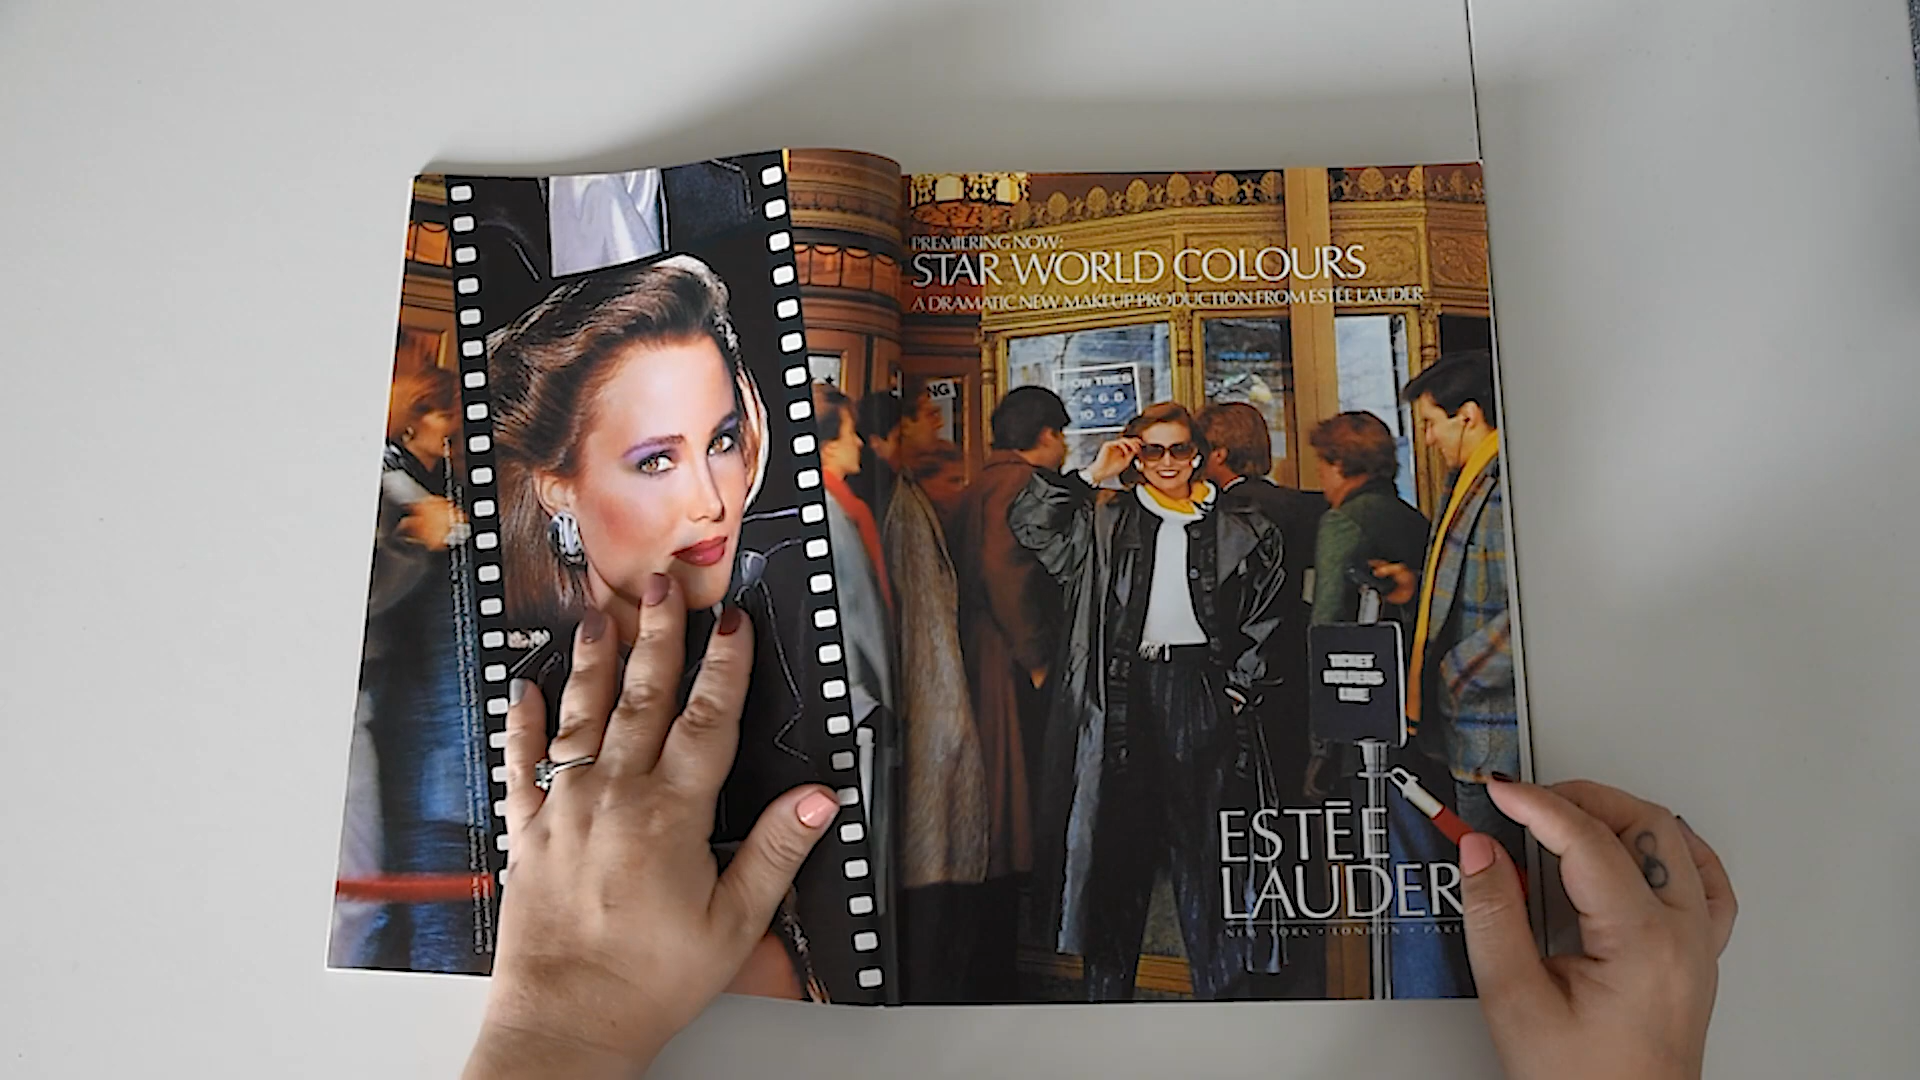 PREMIERING NOW:
STAR WORLD COLOURS
A DRAMATIC NEW MAKEUP PRODUCTION FROM ESTĒE LAUDER
NG
SHOW TIMES
2 4 6 8
10 12
TICKET
HOLDERS
LINE
ESTĒE
LAUDER
NEW YORK • LONDON •